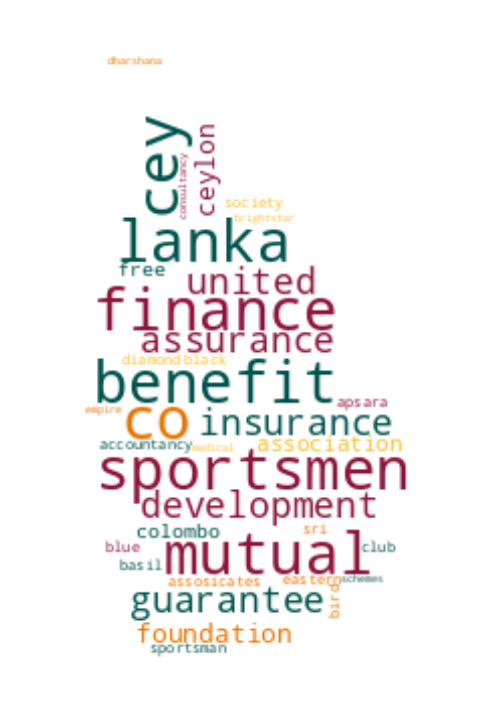 dharshana
cey
consultancy
ceylon
society
brightstar
lanka
free
united
finance
assurance
diamond black
benefit
apsara
empire
co insurance
accountancy medical association
sportsmen
development
colombo sri
blue mutual club
basil
assosicates eastern schemes
guarantee bird
foundation
sportsman